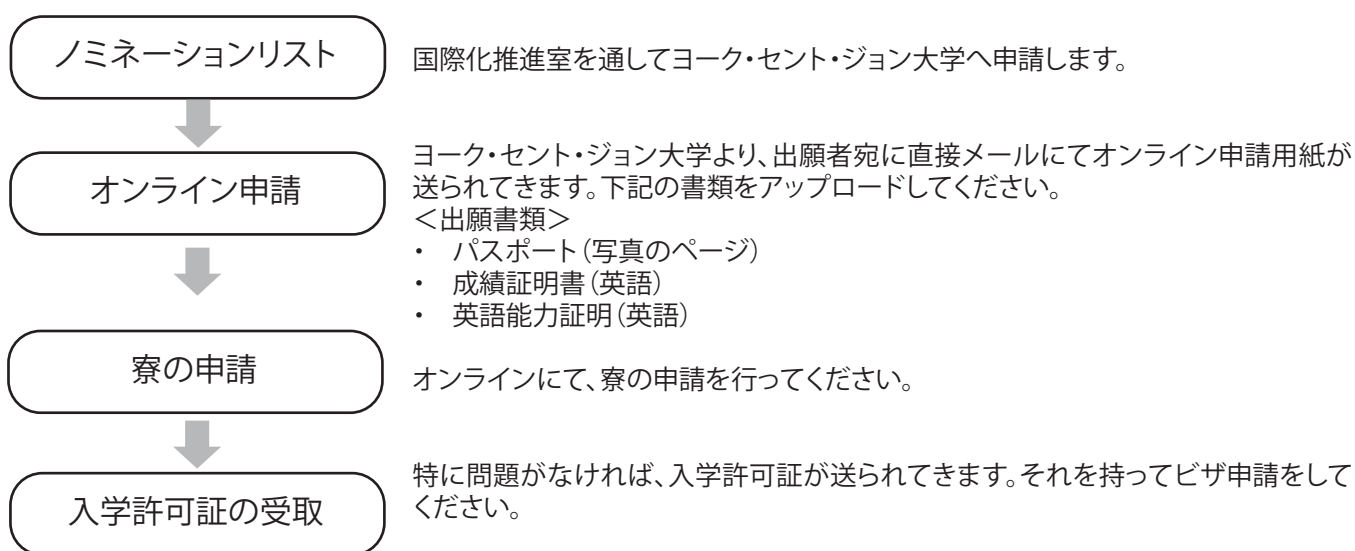 ノミネーションリスト
国際化推進室を通してヨーク・セント・ジョン大学へ申請します。
オンライン申請
ヨーク・セント・ジョン大学より、出願者宛に直接メールにてオンライン申請用紙が
送られてきます。下記の書類をアップロードしてください。
＜出願書類＞
・ パスポート（写真のページ）
・ 成績証明書（英語）
・ 英語能力証明（英語）
寮の申請
オンラインにて、寮の申請を行ってください。
入学許可証の受取
特に問題がなければ、入学許可証が送られてきます。それを持ってビザ申請をして
ください。